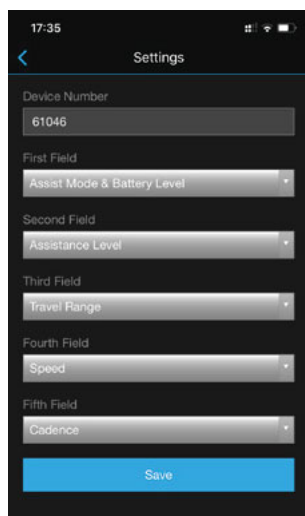 17:35
Settings
Device Number
61046
First Field
Assist Mode & Battery Level
Second Field
Assistance Level
Third Field
Travel Range
Fourth Field
Speed
Fifth Field
Cadence
Save